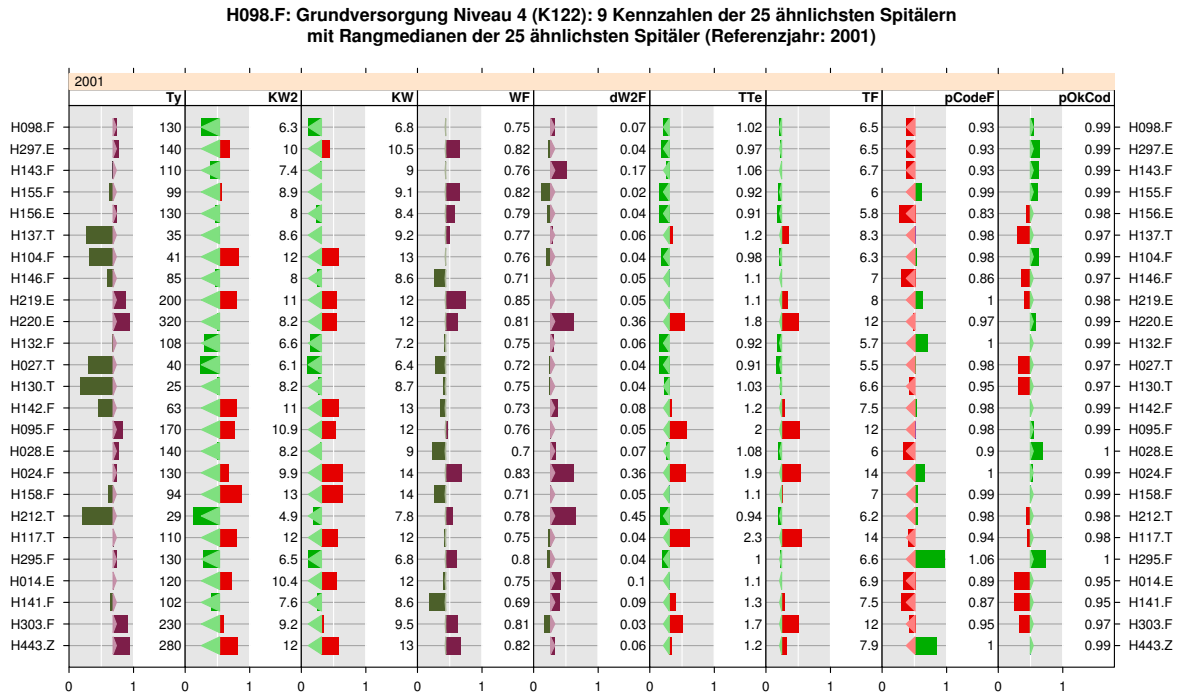 H098.F: Grundversorgung Niveau 4 (K122): 9 Kennzahlen der 25 ähnlichsten Spitälern
mit Rangmedianen der 25 ähnlichsten Spitäler (Referenzjahr: 2001)
2001
Ty KW2 KW WF dW2F TTe TF pCodeF pOkCod
H098.F 130 6.3 6.8 0.75 0.07 1.02 6.5 0.93 0.99 H098.F
H297.E 140 10 10.5 0.82 0.04 0.97 6.5 0.93 0.99 H297.E
H143.F 110 7.4 9 0.76 0.17 1.06 6.7 0.93 0.99 H143.F
H155.F 99 8.9 9.1 0.82 0.02 0.92 6 0.99 0.99 H155.F
H156.E 130 8 8.4 0.79 0.04 0.91 5.8 0.83 0.98 H156.E
H137.T 35 8.6 9.2 0.77 0.06 1.2 8.3 0.98 0.97 H137.T
H104.F 41 12 13 0.76 0.04 0.98 6.3 0.98 0.99 H104.F
H146.F 85 8 8.6 0.71 0.05 1.1 7 0.86 0.97 H146.F
H219.E 200 11 12 0.85 0.05 1.1 8 1 0.98 H219.E
H220.E 320 8.2 12 0.81 0.36 1.8 12 0.97 0.99 H220.E
H132.F 108 6.6 7.2 0.75 0.06 0.92 5.7 1 0.99 H132.F
H027.T 40 6.1 6.4 0.72 0.04 0.91 5.5 0.98 0.97 H027.T
H130.T 25 8.2 8.7 0.75 0.04 1.03 6.6 0.95 0.97 H130.T
H142.F 63 11 13 0.73 0.08 1.2 7.5 0.98 0.99 H142.F
H095.F 170 10.9 12 0.76 0.05 2 12 0.98 0.99 H095.F
H028.E 140 8.2 9 0.7 0.07 1.08 6 0.9 1 H028.E
H024.F 130 9.9 14 0.83 0.36 1.9 14 1 0.99 H024.F
H158.F 94 13 14 0.71 0.05 1.1 7 0.99 0.99 H158.F
H212.T 29 4.9 7.8 0.78 0.45 0.94 6.2 0.98 0.98 H212.T
H117.T 110 12 12 0.75 0.04 2.3 14 0.94 0.98 H117.T
H295.F 130 6.5 6.8 0.8 0.04 1 6.6 1.06 1 H295.F
H014.E 120 10.4 12 0.75 0.1 1.1 6.9 0.89 0.95 H014.E
H141.F 102 7.6 8.6 0.69 0.09 1.3 7.5 0.87 0.95 H141.F
H303.F 230 9.2 9.5 0.81 0.03 1.7 12 0.95 0.97 H303.F
H443.Z 280 12 13 0.82 0.06 1.2 7.9 1 0.99 H443.Z
0 1 0 1 0 1 0 1 0 1 0 1 0 1 0 1 0 1